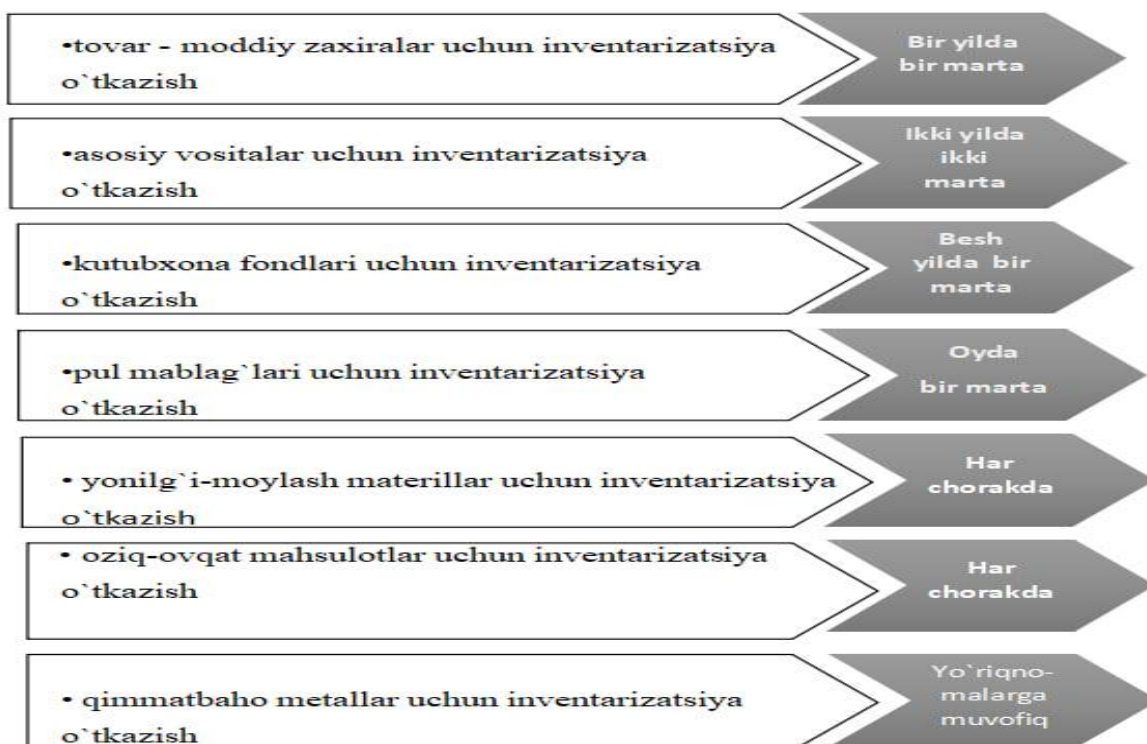 •tovar - moddiy zaxiralar uchun inventarizatsiya
o`tkazish
Bir yilda
bir marta
•asosiy vositalar uchun inventarizatsiya
o`tkazish
Ikki yilda
ikki
marta
•kutubxona fondlari uchun inventarizatsiya
o`tkazish
Besh
yilda bir
marta
•pul mablag`lari uchun inventarizatsiya
o`tkazish
Oyda
bir marta
• yonilg`i-moylash materillar uchun inventarizatsiya
o`tkazish
Har
chorakda
• oziq-ovqat mahsulotlar uchun inventarizatsiya
o`tkazish
Har
chorakda
• qimmatbaho metallar uchun inventarizatsiya
o`tkazish
Yo`riqno-
malarga
muvofiq